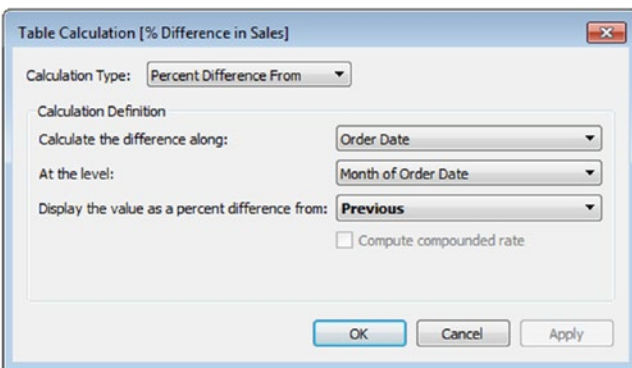 Table Calculation [% Difference in Sales]
Calculation Type: Percent Difference From
Calculation Definition
Calculate the difference along: Order Date
At the level: Month of Order Date
Display the value as a percent difference from: Previous
Compute compounded rate
OK Cancel Apply